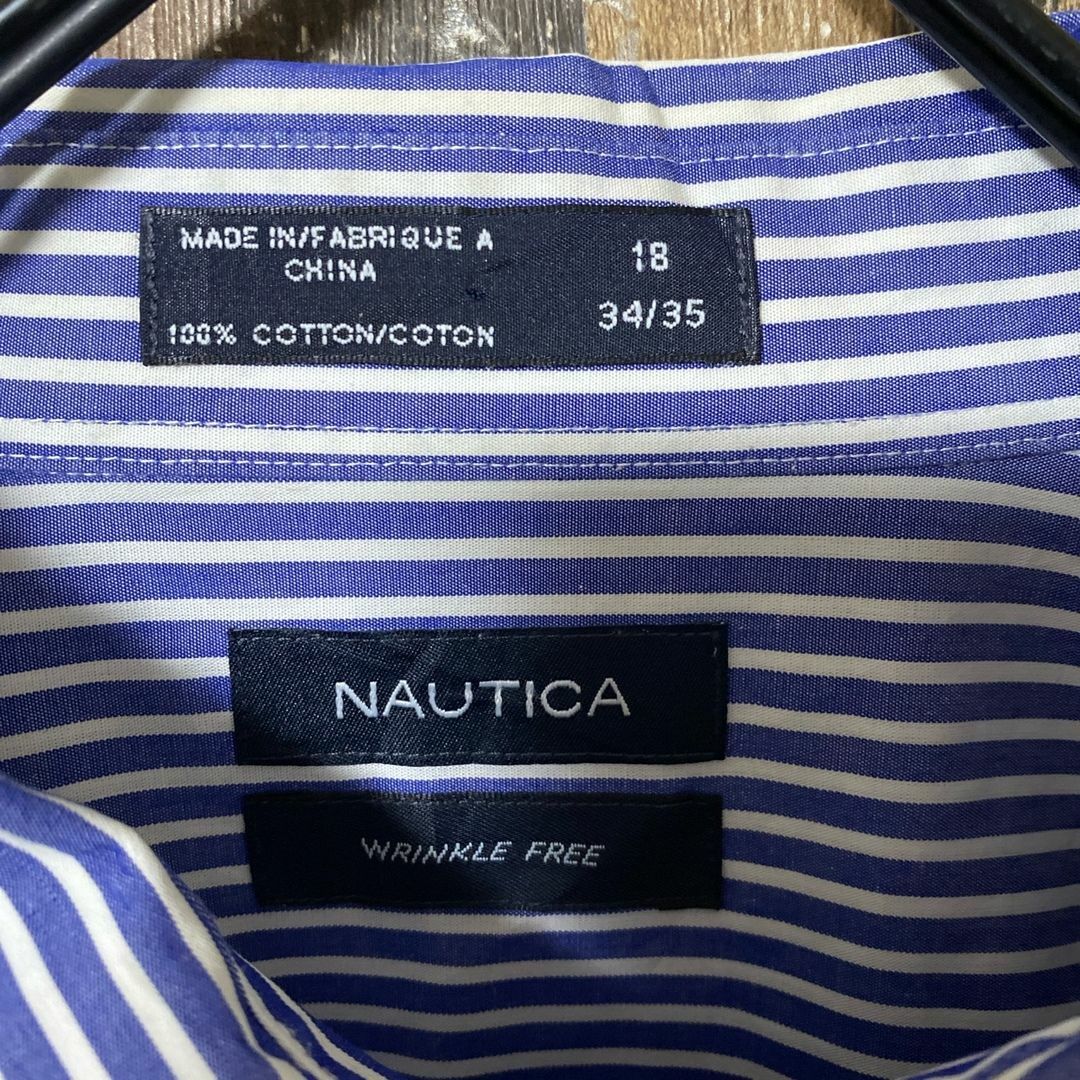 MADE IN/FABRIQUE A
CHINA
100% COTTON/COTON
18
34/35
NAUTICA
WRINKLE FREE